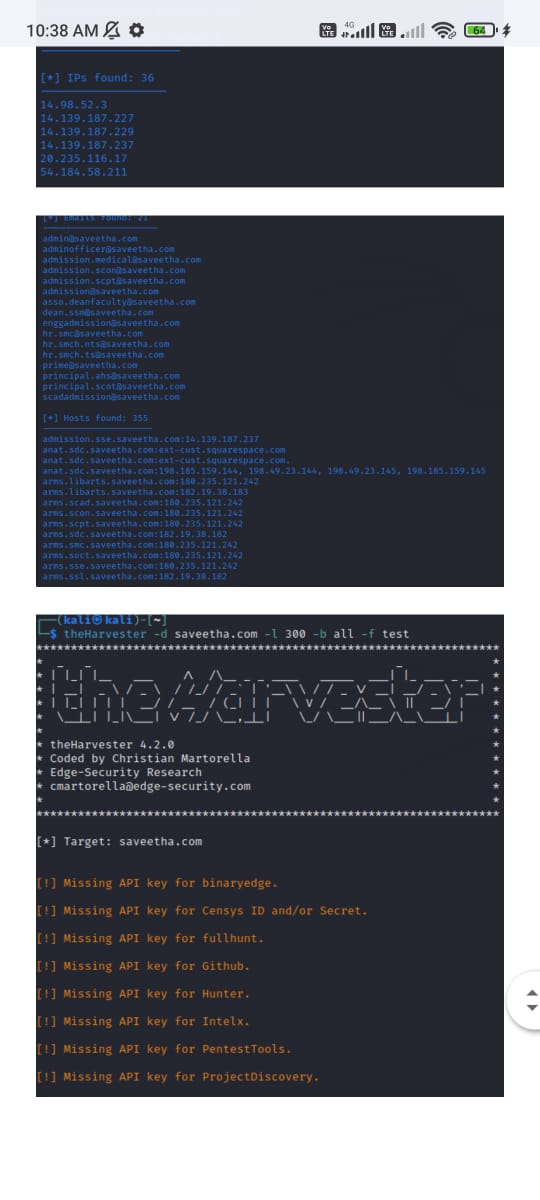 10:38 AM
Vo LTE 4G Vo LTE 64
[*] IPs found: 36
14.98.52.3
14.139.187.227
14.139.187.229
14.139.187.237
20.235.116.17
54.184.58.211
[*] Emails found: 21
admin@saveetha.com
adminofficer@saveetha.com
admission.medical@saveetha.com
admission.scon@saveetha.com
admission.scpt@saveetha.com
admission@saveetha.com
asso.deanfaculty@saveetha.com
dean.ssm@saveetha.com
enggadmission@saveetha.com
hr.smc@saveetha.com
hr.smch.nts@saveetha.com
hr.smch.ts@saveetha.com
prime@saveetha.com
principal.ahs@saveetha.com
principal.scot@saveetha.com
scadadmission@saveetha.com
[*] Hosts found: 355
admission.sse.saveetha.com:14.139.187.237
anat.sdc.saveetha.com:ext-cust.squarespace.com
anat.sdc.saveetha.com:ext-cust.squarespace.com.
anat.sdc.saveetha.com:198.185.159.144, 198.49.23.144, 198.49.23.145, 198.185.159.145
arms.libarts.saveetha.com:180.235.121.242
arms.libarts.saveetha.com:182.19.38.183
arms.scad.saveetha.com:180.235.121.242
arms.scon.saveetha.com:180.235.121.242
arms.scpt.saveetha.com:180.235.121.242
arms.sdc.saveetha.com:182.19.38.182
arms.smc.saveetha.com:180.235.121.242
arms.soct.saveetha.com:180.235.121.242
arms.sse.saveetha.com:180.235.121.242
arms.ssl.saveetha.com:182.19.38.182
(kali㉿kali)-[~]
$ theHarvester -d saveetha.com -l 300 -b all -f test
theHarvester
* theHarvester 4.2.0 *
* Coded by Christian Martorella *
* Edge-Security Research *
* cmartorella@edge-security.com *
[*] Target: saveetha.com
[!] Missing API key for binaryedge.
[!] Missing API key for Censys ID and/or Secret.
[!] Missing API key for fullhunt.
[!] Missing API key for Github.
[!] Missing API key for Hunter.
[!] Missing API key for Intelx.
[!] Missing API key for PentestTools.
[!] Missing API key for ProjectDiscovery.